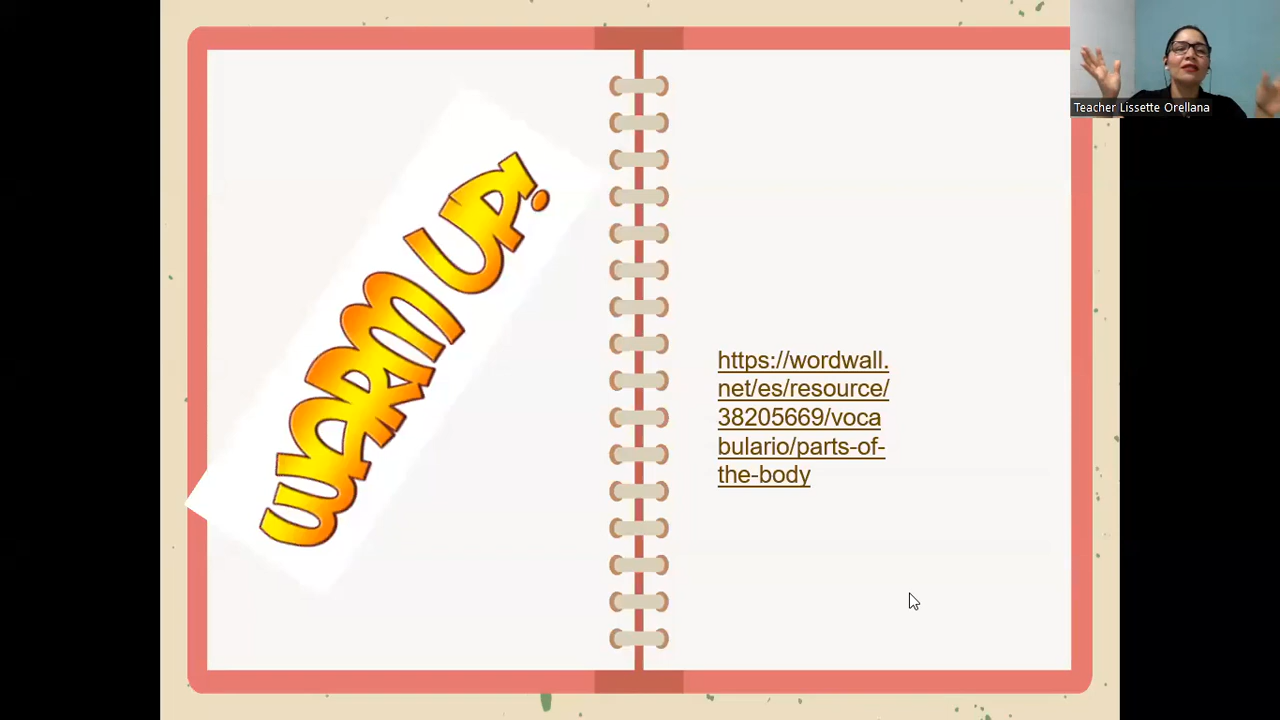 WARM UP!
https://wordwall.
net/es/resource/
38205669/voca
bulario/parts-of-
the-body
Teacher Lissette Orellana